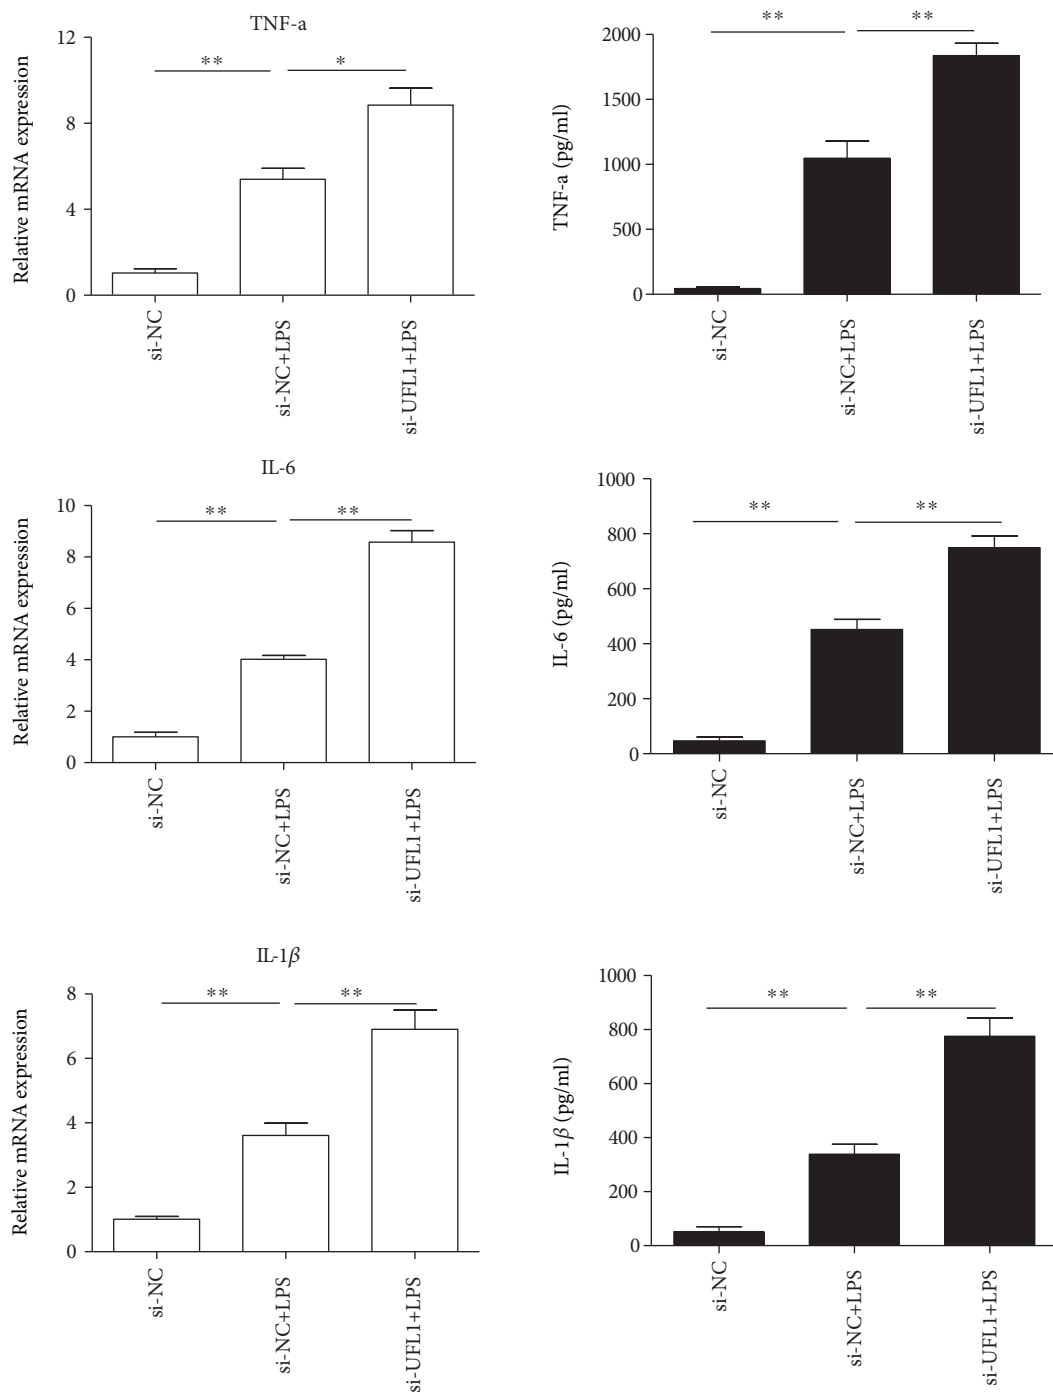 TNF-a
Relative mRNA expression
12
8
4
0
**
*
si-NC
si-NC+LPS
si-UFL1+LPS
TNF-a (pg/ml)
2000
1500
1000
500
0
**
**
si-NC
si-NC+LPS
si-UFL1+LPS
IL-6
Relative mRNA expression
10
8
6
4
2
0
**
**
si-NC
si-NC+LPS
si-UFL1+LPS
IL-6 (pg/ml)
1000
800
600
400
200
0
**
**
si-NC
si-NC+LPS
si-UFL1+LPS
IL-1β
Relative mRNA expression
8
6
4
2
0
**
**
si-NC
si-NC+LPS
si-UFL1+LPS
IL-1β (pg/ml)
1000
800
600
400
200
0
**
**
si-NC
si-NC+LPS
si-UFL1+LPS